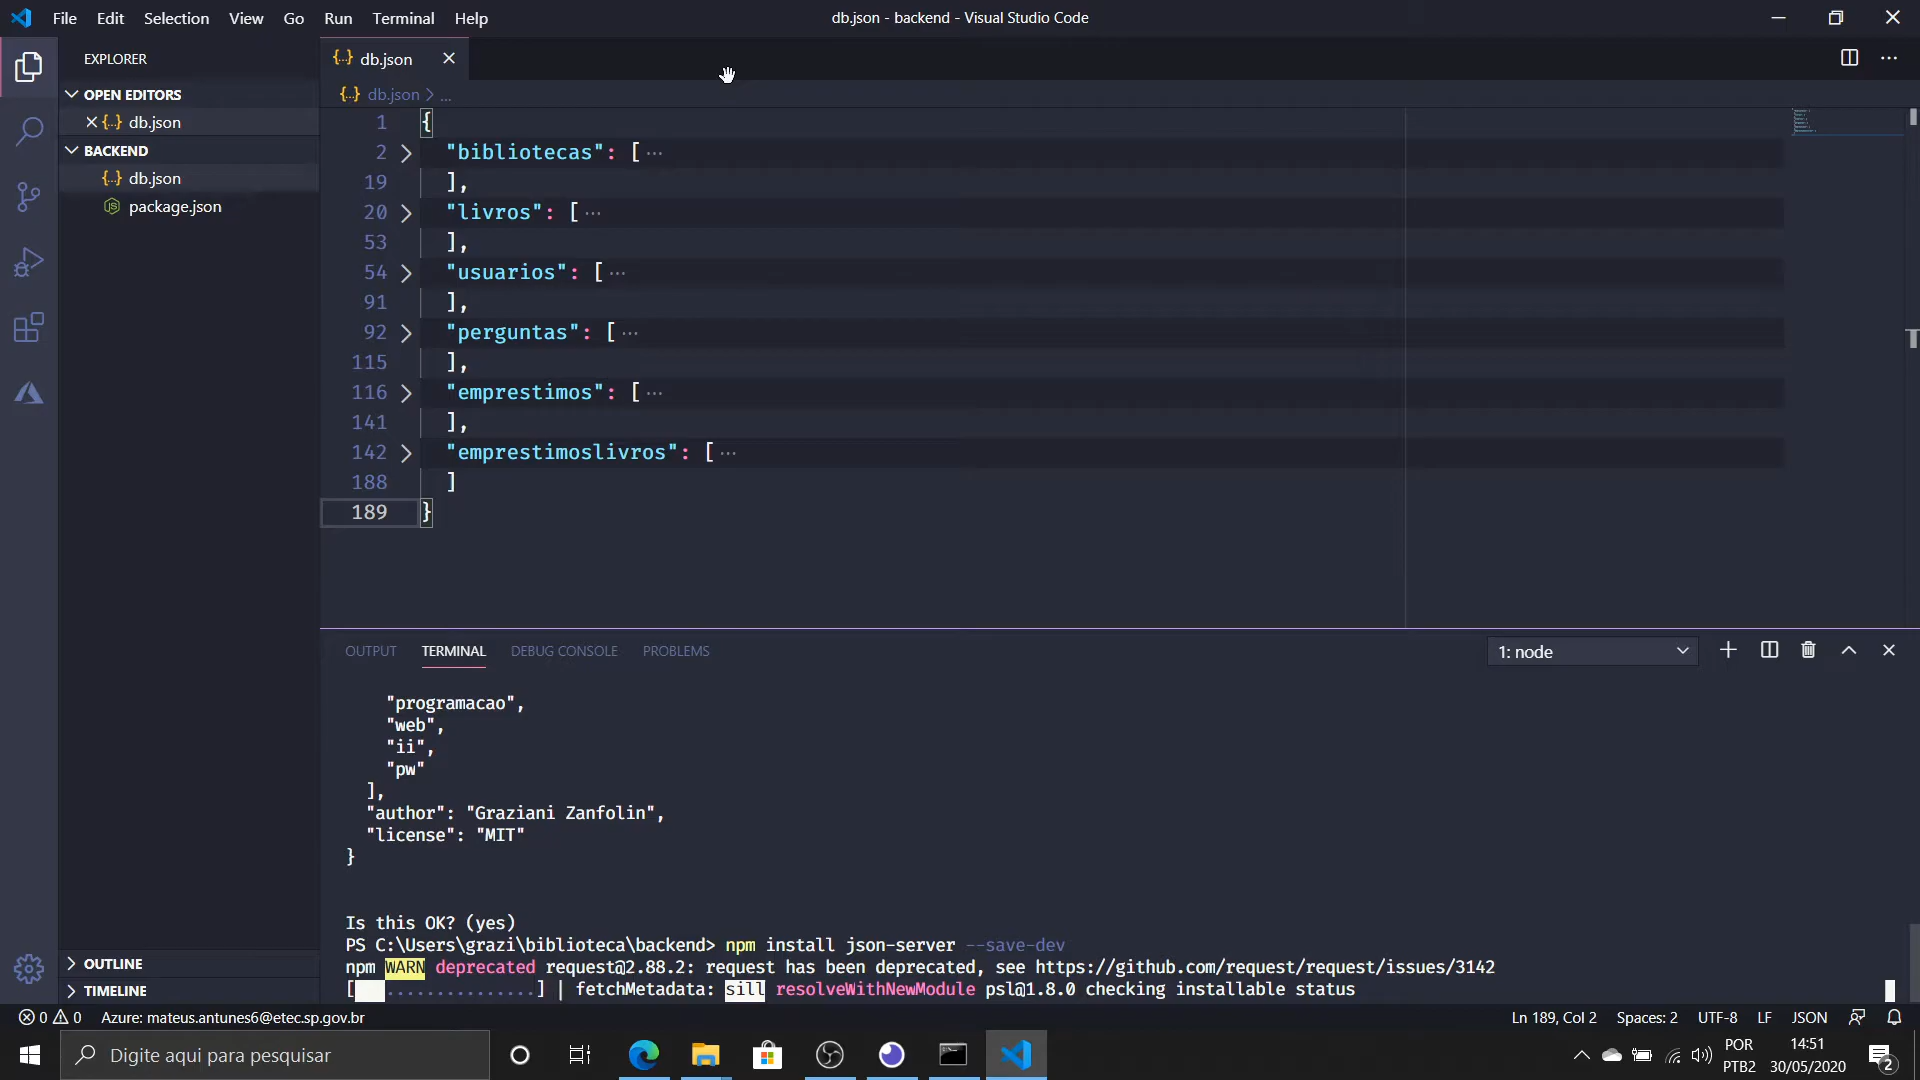 File Edit Selection View Go Run Terminal Help
db.json - backend - Visual Studio Code
EXPLORER
OPEN EDITORS
db.json
BACKEND
db.json
package.json
OUTLINE
TIMELINE
db.json
db.json > ...
1 {
2 "bibliotecas": [ ...
19 ],
20 "livros": [ ...
53 ],
54 "usuarios": [ ...
91 ],
92 "perguntas": [ ...
115 ],
116 "emprestimos": [ ...
141 ],
142 "emprestimoslivros": [ ...
188 ]
189 }
OUTPUT TERMINAL DEBUG CONSOLE PROBLEMS
1: node
"programacao",
"web",
"ii",
"pw"
],
"author": "Graziani Zanfolin",
"license": "MIT"
}
Is this OK? (yes)
PS C:\Users\grazi\biblioteca\backend> npm install json-server --save-dev
npm WARN deprecated request@2.88.2: request has been deprecated, see https://github.com/request/request/issues/3142
[ ...............] | fetchMetadata: sill resolveWithNewModule psl@1.8.0 checking installable status
0 0 Azure: mateus.antunes6@etec.sp.gov.br
Ln 189, Col 2 Spaces: 2 UTF-8 LF JSON
Digite aqui para pesquisar
POR
PTB2
14:51
30/05/2020
2